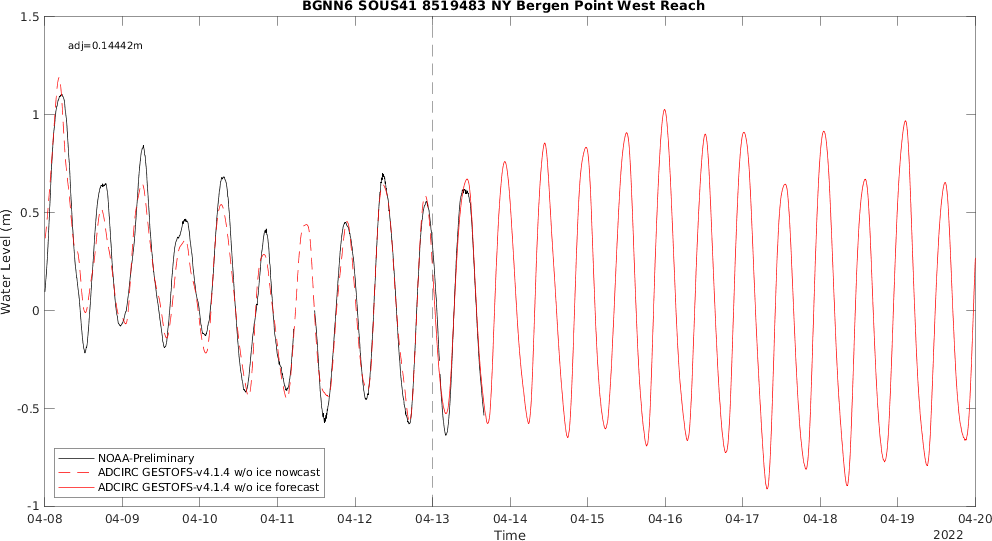 BGNN6 SOUS41 8519483 NY Bergen Point West Reach
adj=0.14442m
1.5
1
0.5
0
-0.5
-1
Water Level (m)
NOAA-Preliminary
ADCIRC GESTOFS-v4.1.4 w/o ice nowcast
ADCIRC GESTOFS-v4.1.4 w/o ice forecast
04-08 04-09 04-10 04-11 04-12 04-13 04-14 04-15 04-16 04-17 04-18 04-19 04-20
Time
2022